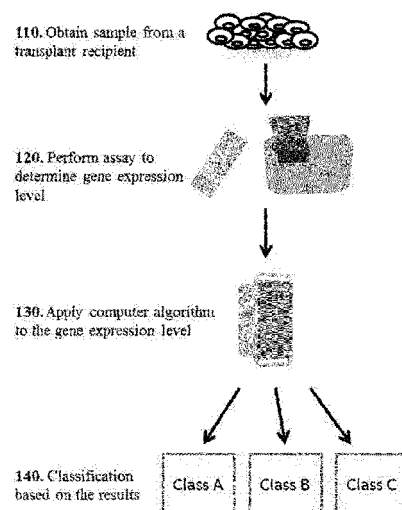 110. Obtain sample from a
transplant recipient
120. Perform assay to
determine gene expression
level
130. Apply computer algorithm
to the gene expression level
140. Classification
based on the results
Class A
Class B
Class C